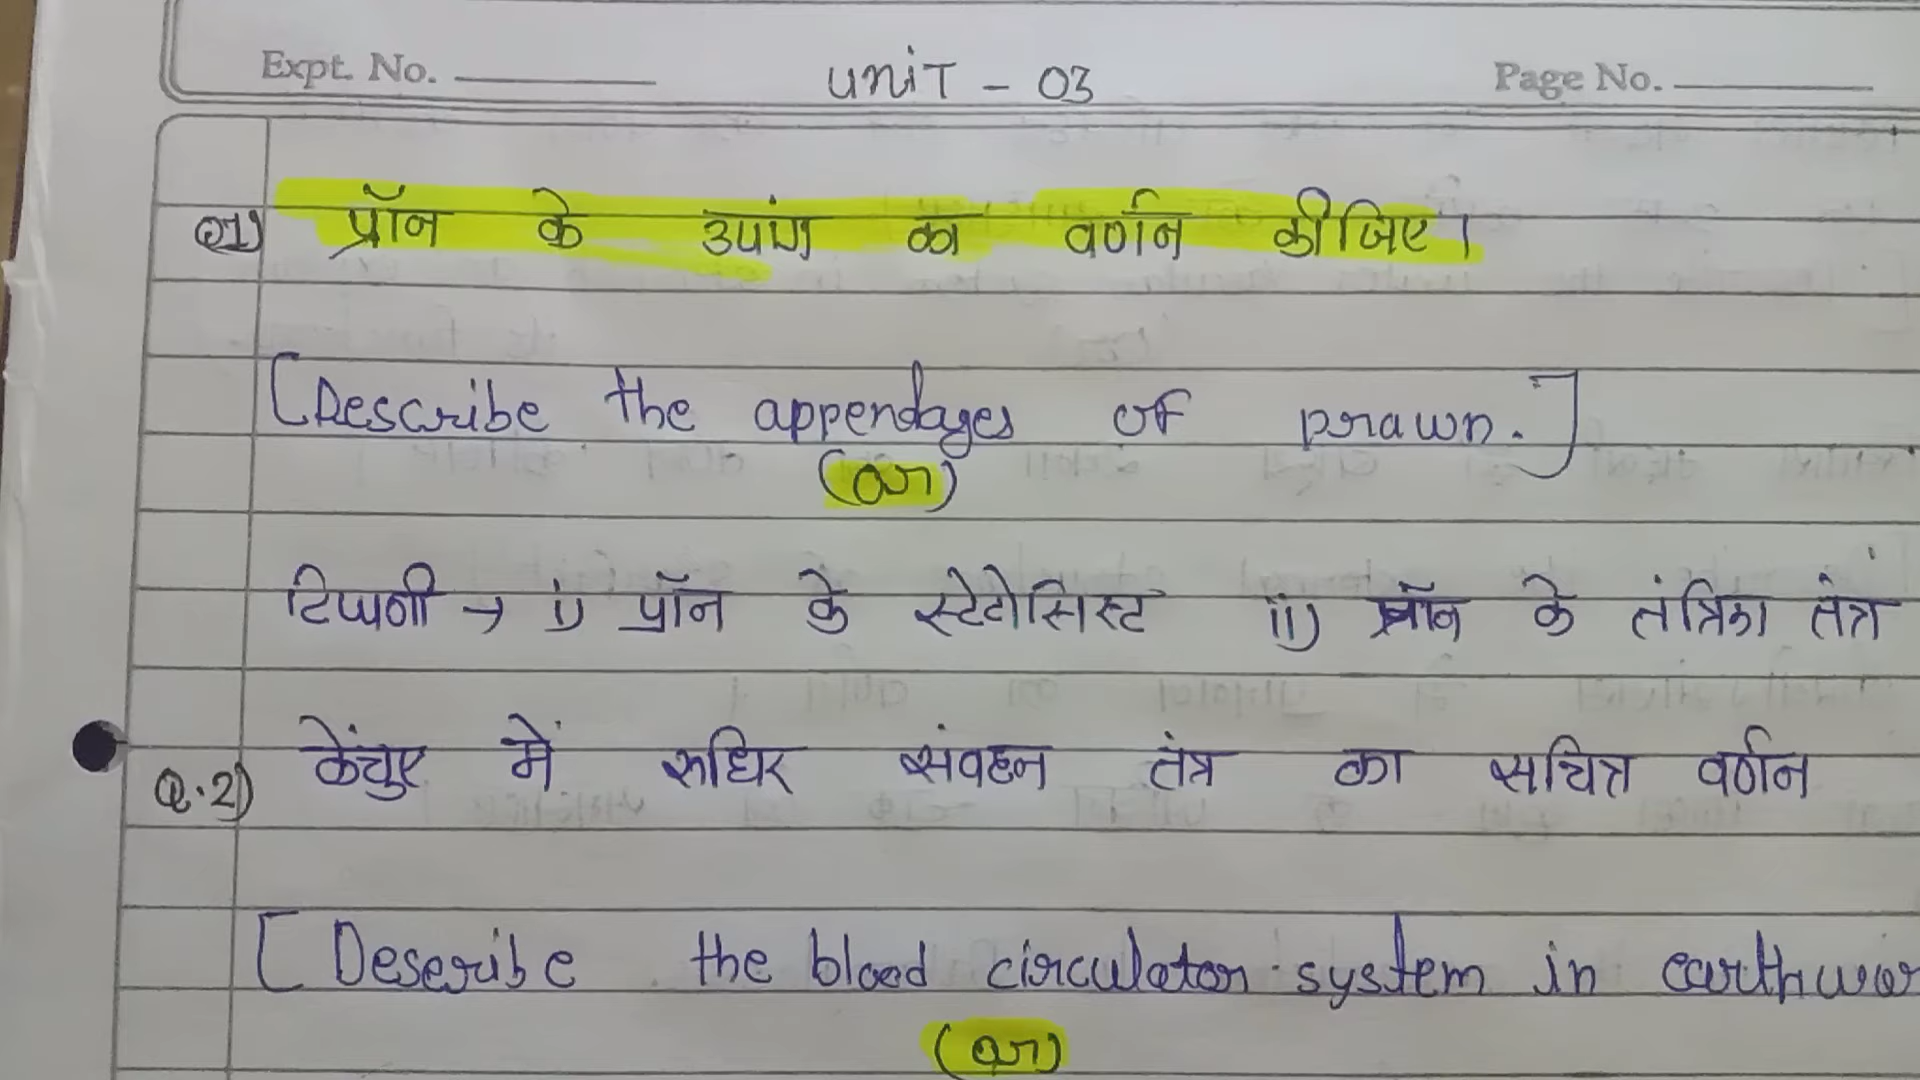 Expt. No. UNIT - 03 Page No.
Q1) प्रॉन के उपांग का वर्णन कीजिए।
[Describe the appendages of prawn.]
(or)
टिप्पणी → i) प्रॉन के स्टेटोसिस्ट ii) प्रॉन के तंत्रिका तंत्र
Q.2) केंचुए में रुधिर संवहन तंत्र का सचित्र वर्णन
[Describe the blood circulator system in earthwor
(or)